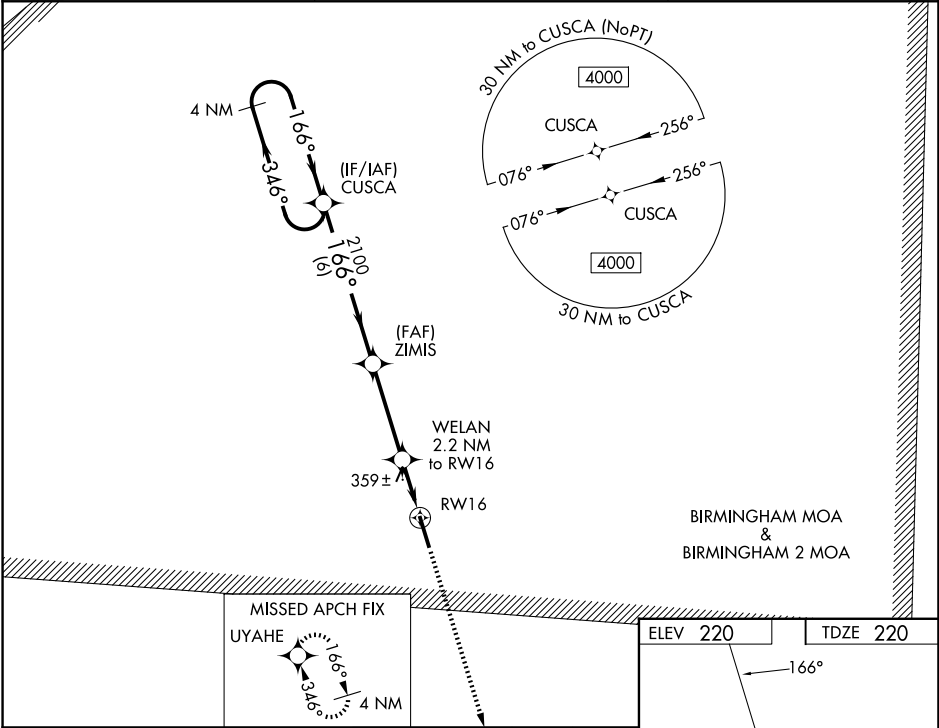 30 NM to CUSCA (NoPT)
4000
CUSCA
076°
256°
076°
256°
CUSCA
4000
30 NM to CUSCA
4 NM
166°
346°
(IF/IAF)
CUSCA
2100
166°
(6)
(FAF)
ZIMIS
WELAN
2.2 NM
to RW16
359±
RW16
BIRMINGHAM MOA
&
BIRMINGHAM 2 MOA
MISSED APCH FIX
UYAHE
166°
346°
4 NM
ELEV 220
TDZE 220
166°